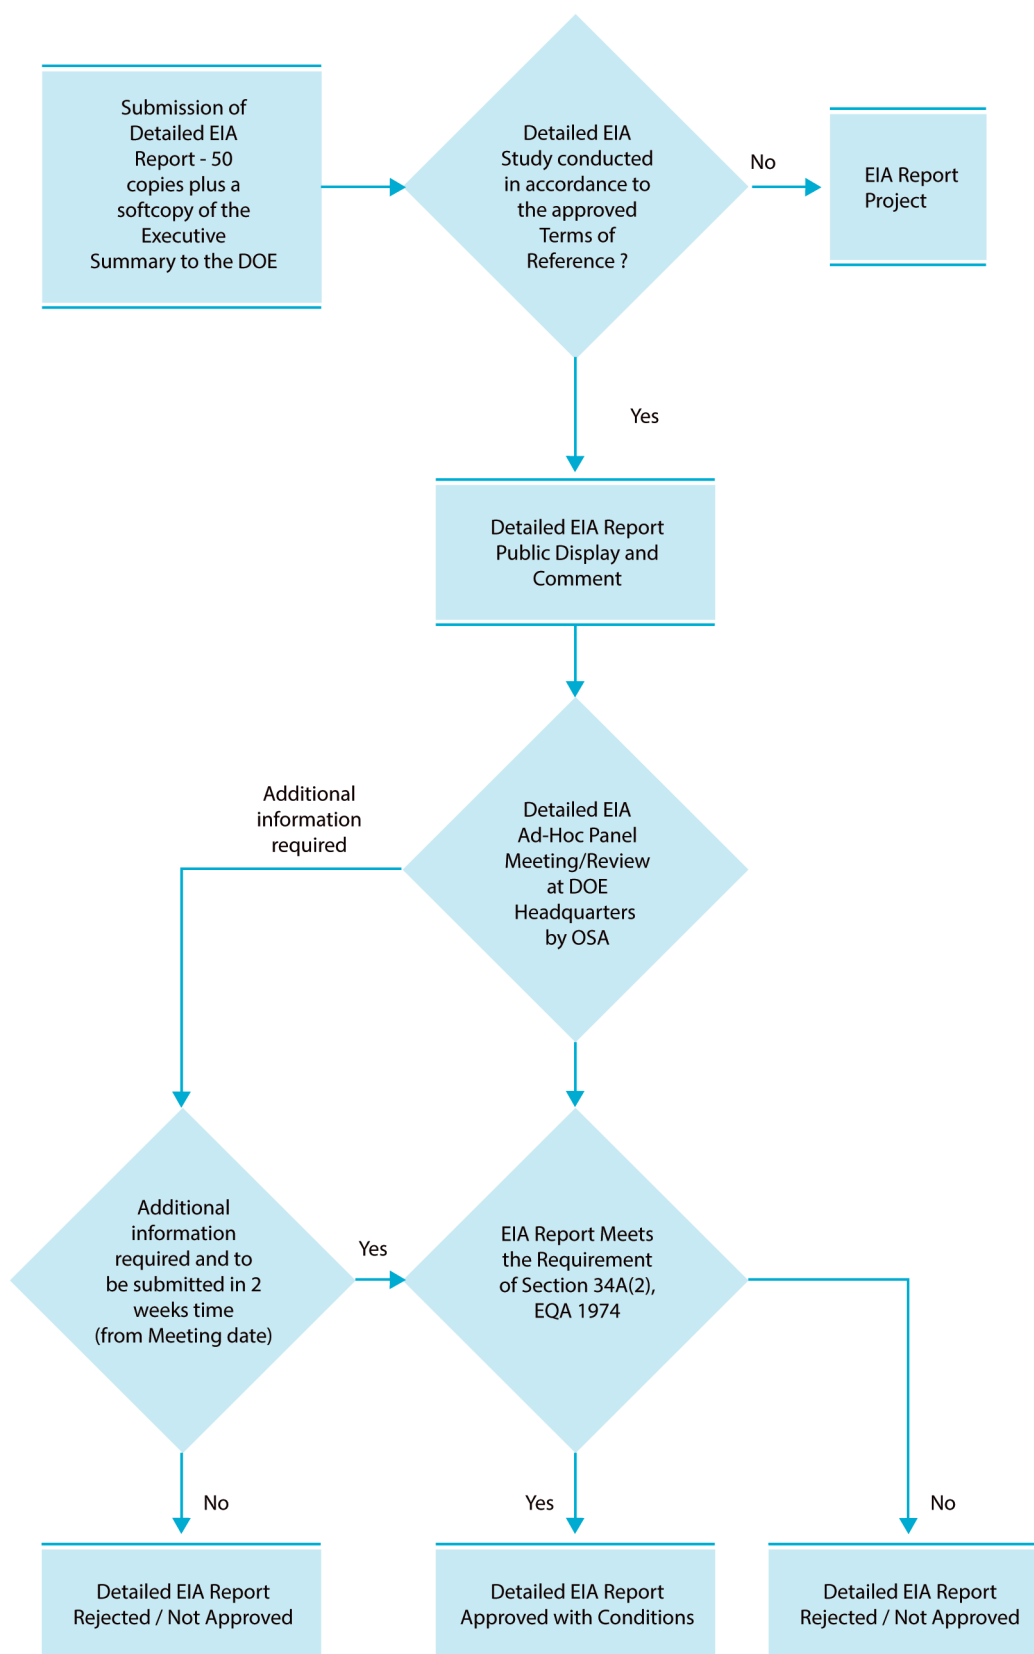 Submission of
Detailed EIA
Report - 50
copies plus a
softcopy of the
Executive
Summary to the DOE
Detailed EIA
Study conducted
in accordance to
the approved
Terms of
Reference ?
No
EIA Report
Project
Yes
Detailed EIA Report
Public Display and
Comment
Additional
information
required
Detailed EIA
Ad-Hoc Panel
Meeting/Review
at DOE
Headquarters
by OSA
Additional
information
required and to
be submitted in 2
weeks time
(from Meeting date)
Yes
EIA Report Meets
the Requirement
of Section 34A(2),
EQA 1974
No
Yes
No
Detailed EIA Report
Rejected / Not Approved
Detailed EIA Report
Approved with Conditions
Detailed EIA Report
Rejected / Not Approved